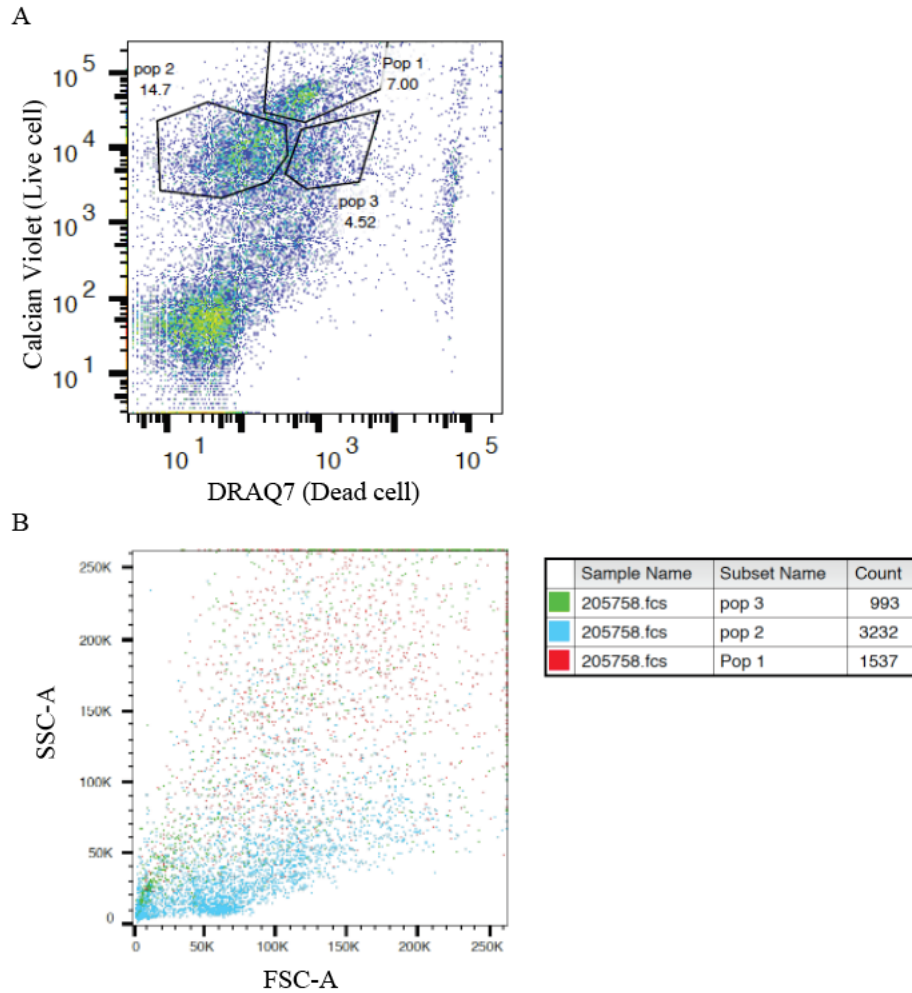 A
pop 2
14.7
Pop 1
7.00
pop 3
4.52
Calcian Violet (Live cell)
10 5
10 4
10 3
10 2
10 1
10 1
10 3
10 5
DRAQ7 (Dead cell)
B
SSC-A
250K
200K
150K
100K
50K
0
0 50K 100K 150K 200K 250K
FSC-A
Sample Name Subset Name Count
205758.fcs pop 3 993
205758.fcs pop 2 3232
205758.fcs Pop 1 1537